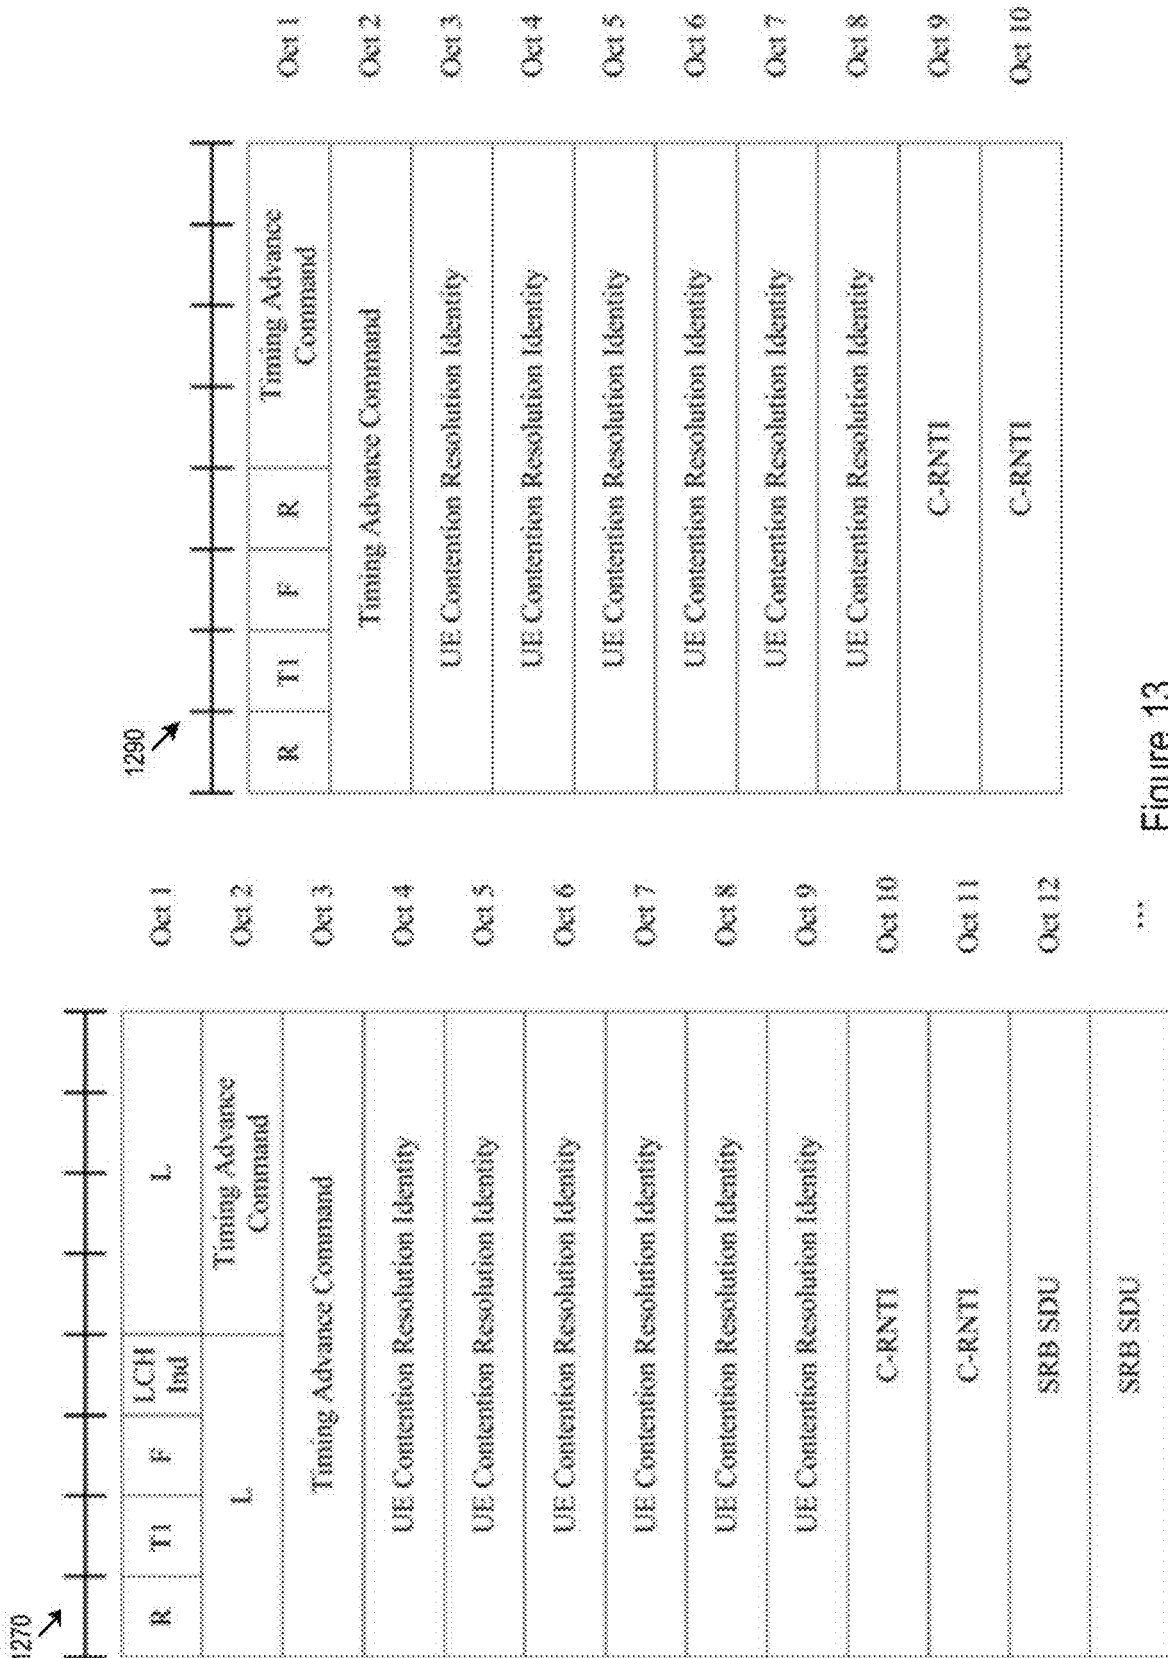 1270
R T1 F LCH Ind L Oct 1
L Timing Advance Command Oct 2
Timing Advance Command Oct 3
UE Contention Resolution Identity Oct 4
UE Contention Resolution Identity Oct 5
UE Contention Resolution Identity Oct 6
UE Contention Resolution Identity Oct 7
UE Contention Resolution Identity Oct 8
UE Contention Resolution Identity Oct 9
C-RNTI Oct 10
C-RNTI Oct 11
SRB SDU Oct 12
SRB SDU ...
1290
R T1 F R Timing Advance Command Oct 1
Timing Advance Command Oct 2
UE Contention Resolution Identity Oct 3
UE Contention Resolution Identity Oct 4
UE Contention Resolution Identity Oct 5
UE Contention Resolution Identity Oct 6
UE Contention Resolution Identity Oct 7
UE Contention Resolution Identity Oct 8
C-RNTI Oct 9
C-RNTI Oct 10
Figure 13